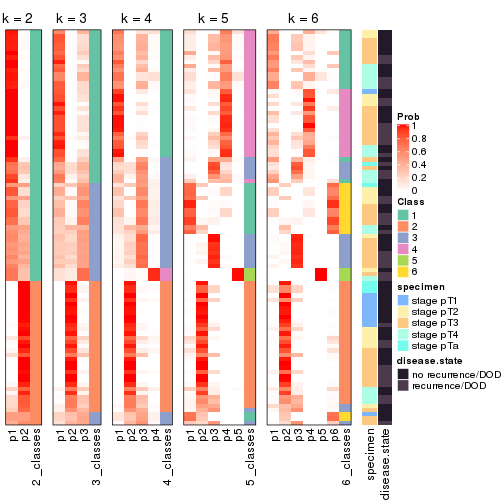 k = 2 k = 3 k = 4 k = 5 k = 6
Prob
1
0.8
0.6
0.4
0.2
0
Class
1
2
3
4
5
6
specimen
stage pT1
stage pT2
stage pT3
stage pT4
stage pTa
disease.state
no recurrence/DOD
recurrence/DOD
p1 p2 2_classes p1 p2 p3 3_classes p1 p2 p3 p4 4_classes p1 p2 p3 p4 p5 5_classes p1 p2 p3 p4 p5 p6 6_classes specimen disease.state